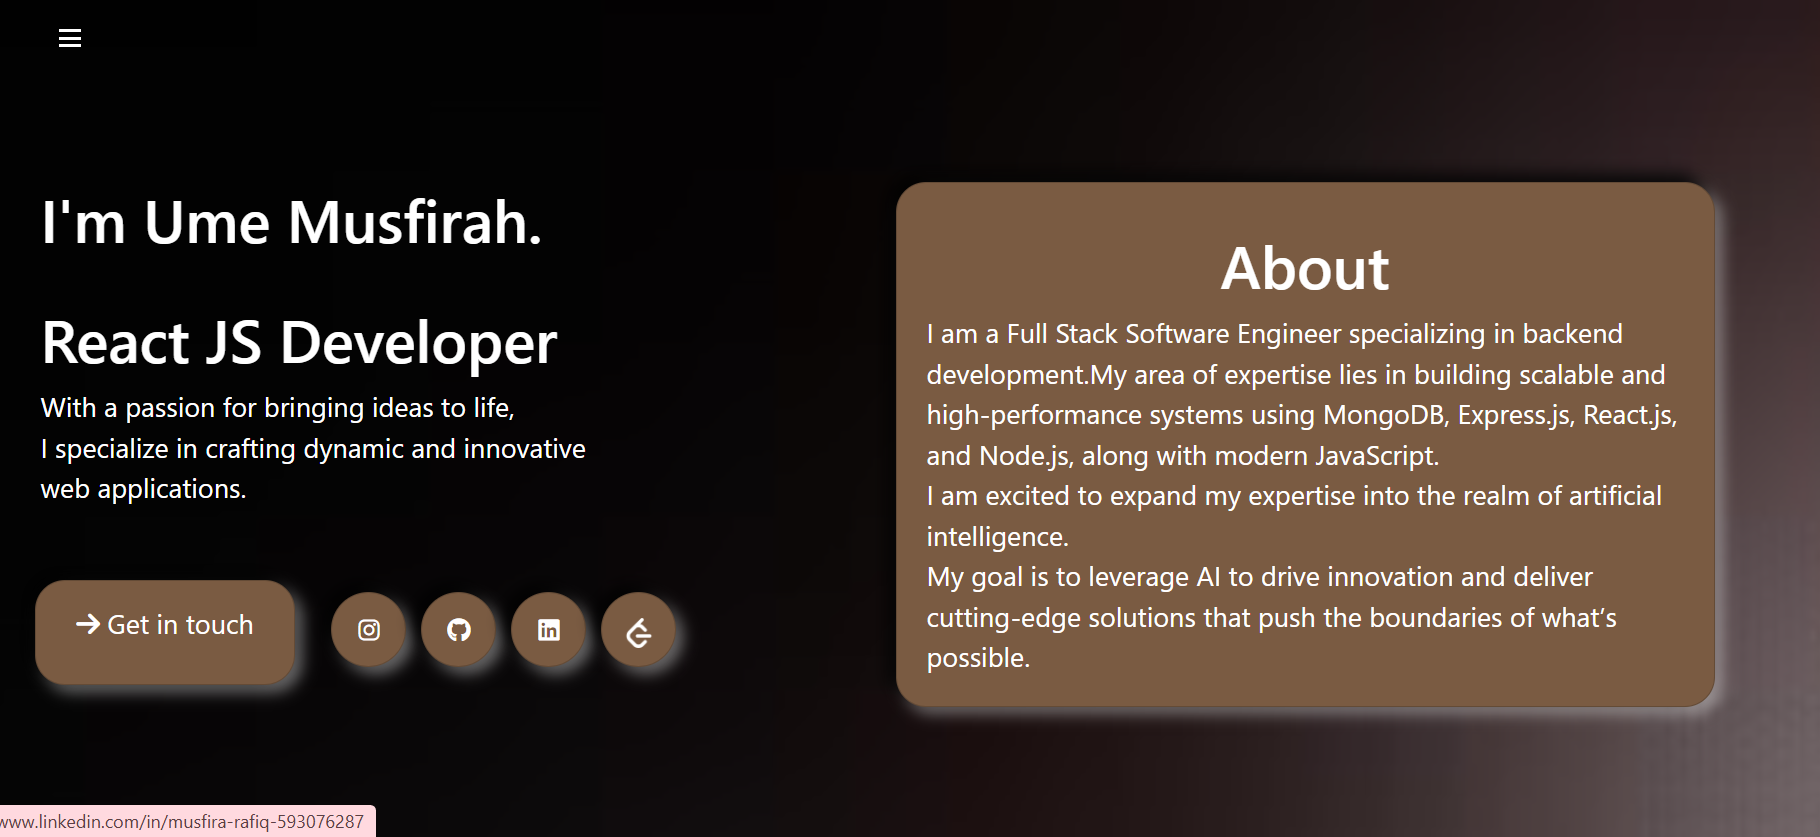 I'm Ume Musfirah.
React JS Developer
With a passion for bringing ideas to life,
I specialize in crafting dynamic and innovative
web applications.
Get in touch
About
I am a Full Stack Software Engineer specializing in backend
development.My area of expertise lies in building scalable and
high-performance systems using MongoDB, Express.js, React.js,
and Node.js, along with modern JavaScript.
I am excited to expand my expertise into the realm of artificial
intelligence.
My goal is to leverage AI to drive innovation and deliver
cutting-edge solutions that push the boundaries of what’s
possible.
www.linkedin.com/in/musfira-rafiq-593076287